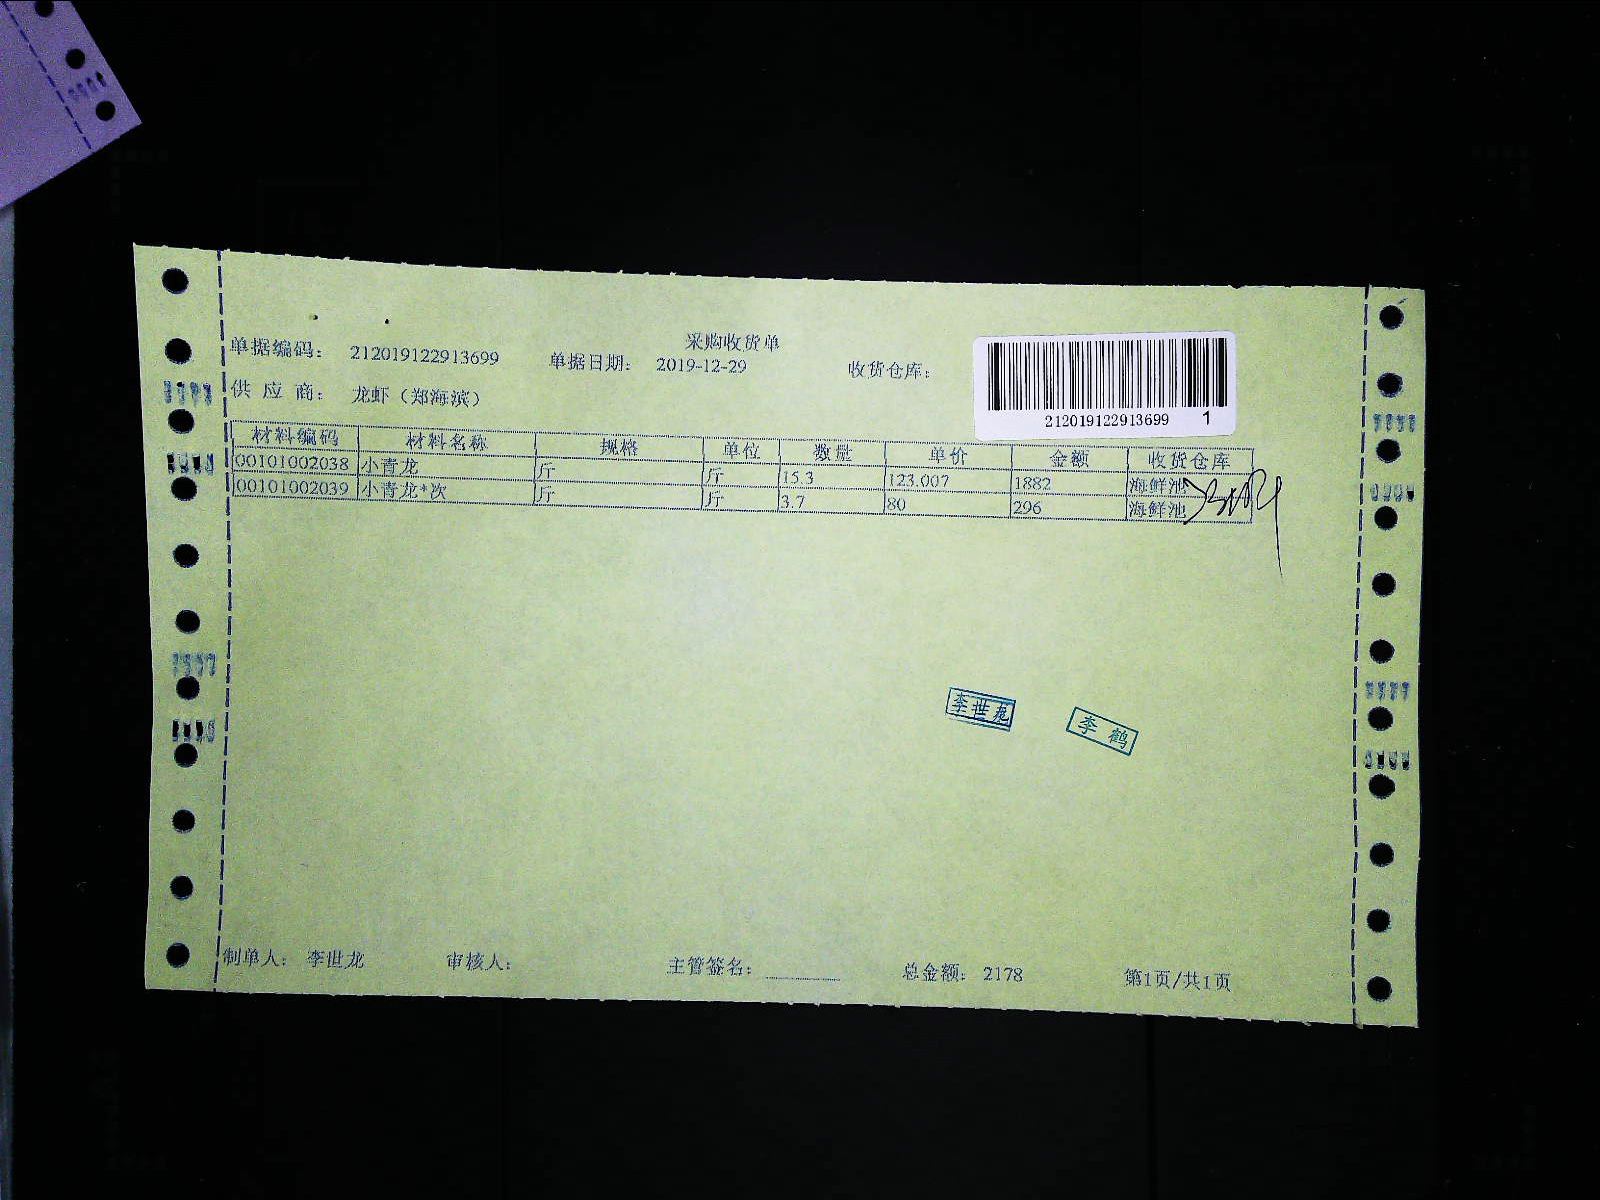 采购收货单
单据编码： 212019122913699 单据日期： 2019-12-29 收货仓库：
212019122913699 1
供 应 商： 龙虾（郑海滨）
材料编码 材料名称 规格 单位 数量 单价 金额 收货仓库
00101002038 小青龙 斤 斤 15.3 123.007 1882 海鲜池
00101002039 小青龙*次 斤 斤 3.7 80 296 海鲜池
李世龙 李鹤
制单人： 李世龙 审核人： 主管签名： 总金额： 2178 第1页/共1页